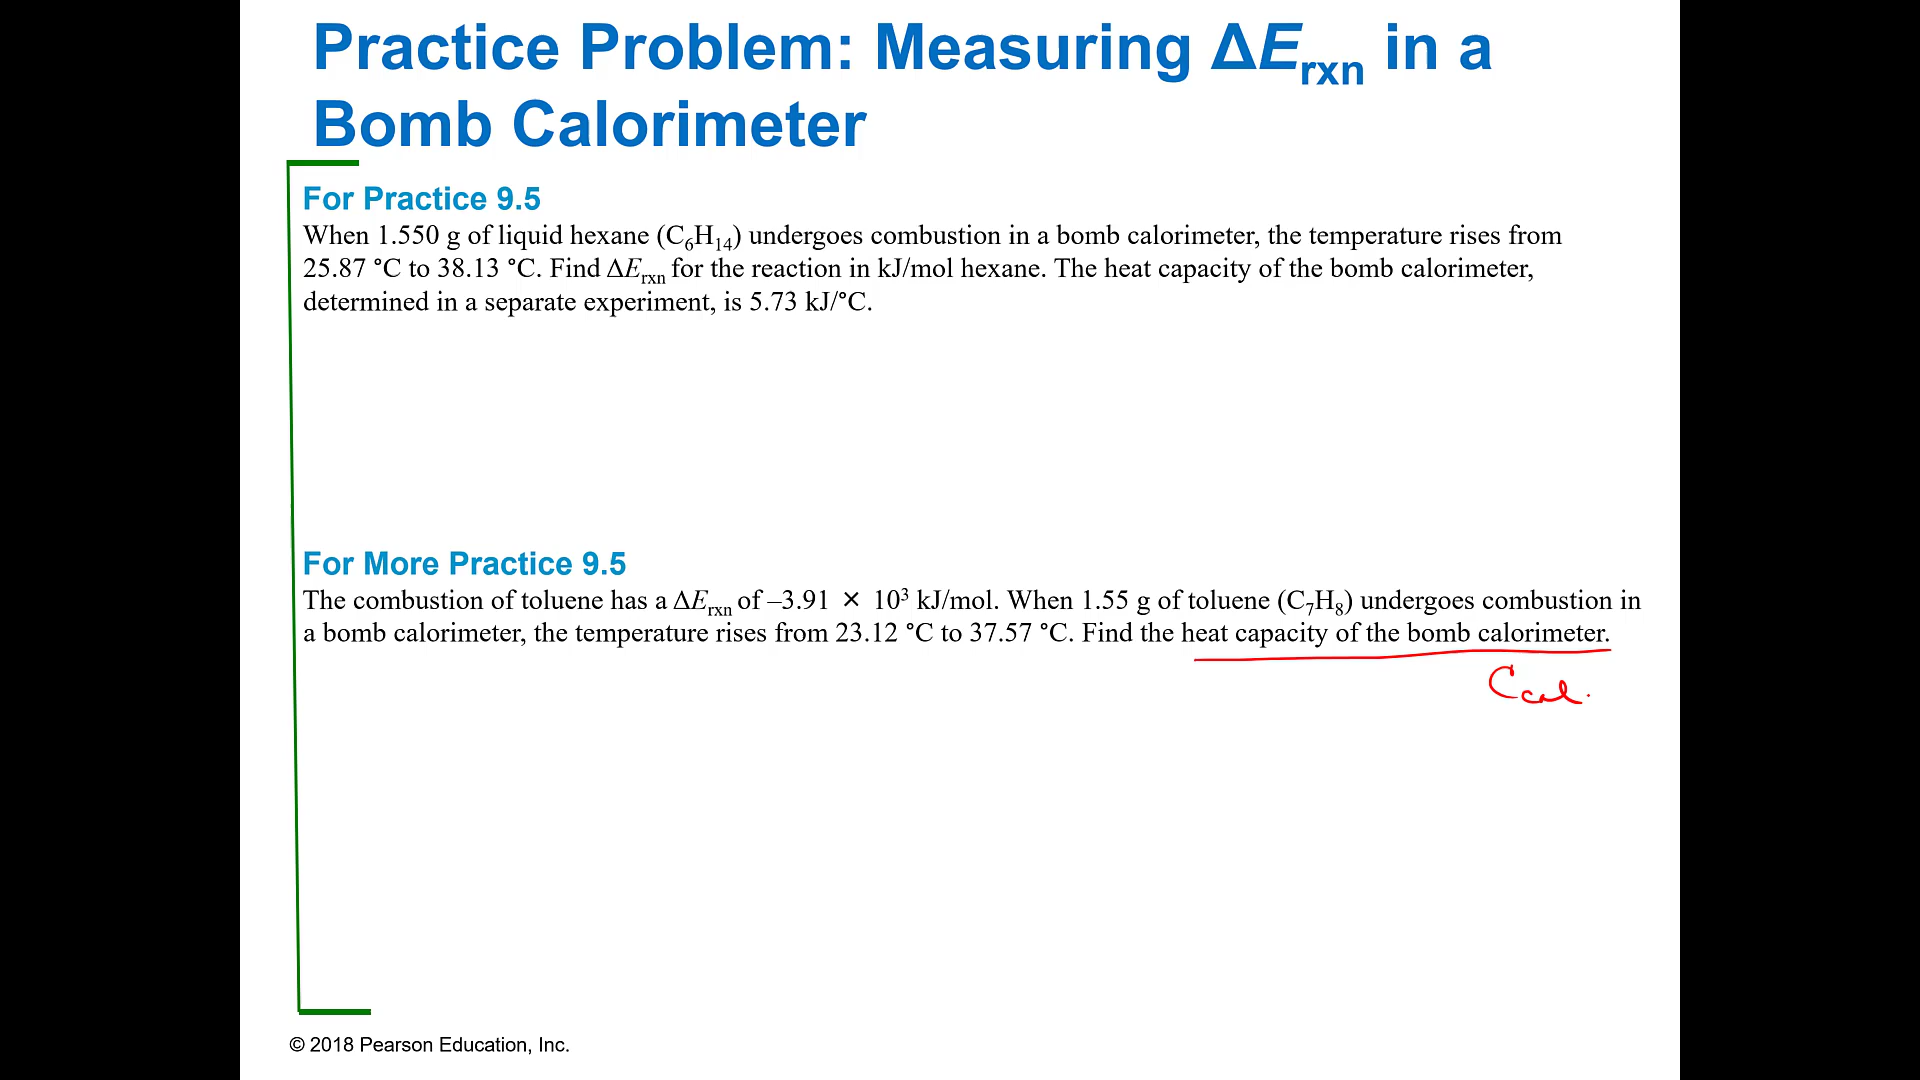 Practice Problem: Measuring ΔE_rxn in a
Bomb Calorimeter
For Practice 9.5
When 1.550 g of liquid hexane (C₆H₁₄) undergoes combustion in a bomb calorimeter, the temperature rises from
25.87 °C to 38.13 °C. Find ΔE_rxn for the reaction in kJ/mol hexane. The heat capacity of the bomb calorimeter,
determined in a separate experiment, is 5.73 kJ/°C.
For More Practice 9.5
The combustion of toluene has a ΔE_rxn of –3.91 × 10³ kJ/mol. When 1.55 g of toluene (C₇H₈) undergoes combustion in
a bomb calorimeter, the temperature rises from 23.12 °C to 37.57 °C. Find the heat capacity of the bomb calorimeter.
Ccal.
© 2018 Pearson Education, Inc.